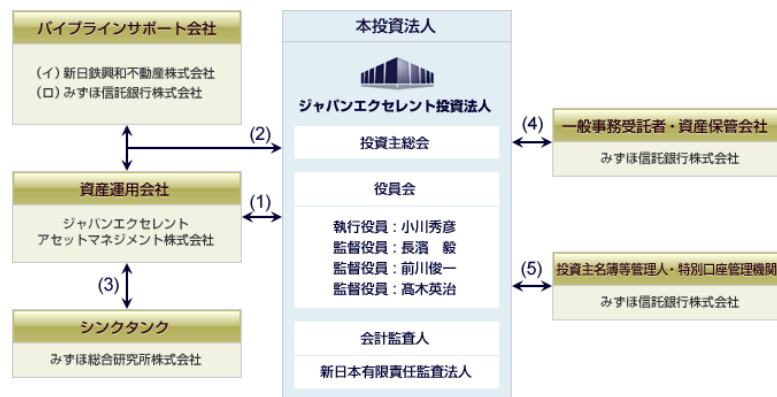 パイプラインサポート会社
(イ)新日鉄興和不動産株式会社
(ロ)みずほ信託銀行株式会社
(2)
資産運用会社
ジャパンエクセレント
アセットマネジメント株式会社
(1)
(3)
シンクタンク
みずほ総合研究所株式会社
本投資法人
ジャパンエクセレント投資法人
投資主総会
役員会
執行役員：小川秀彦
監督役員：長濱　毅
監督役員：前川俊一
監督役員：髙木英治
会計監査人
新日本有限責任監査法人
(4)
一般事務受託者・資産保管会社
みずほ信託銀行株式会社
(5)
投資主名簿等管理人・特別口座管理機関
みずほ信託銀行株式会社